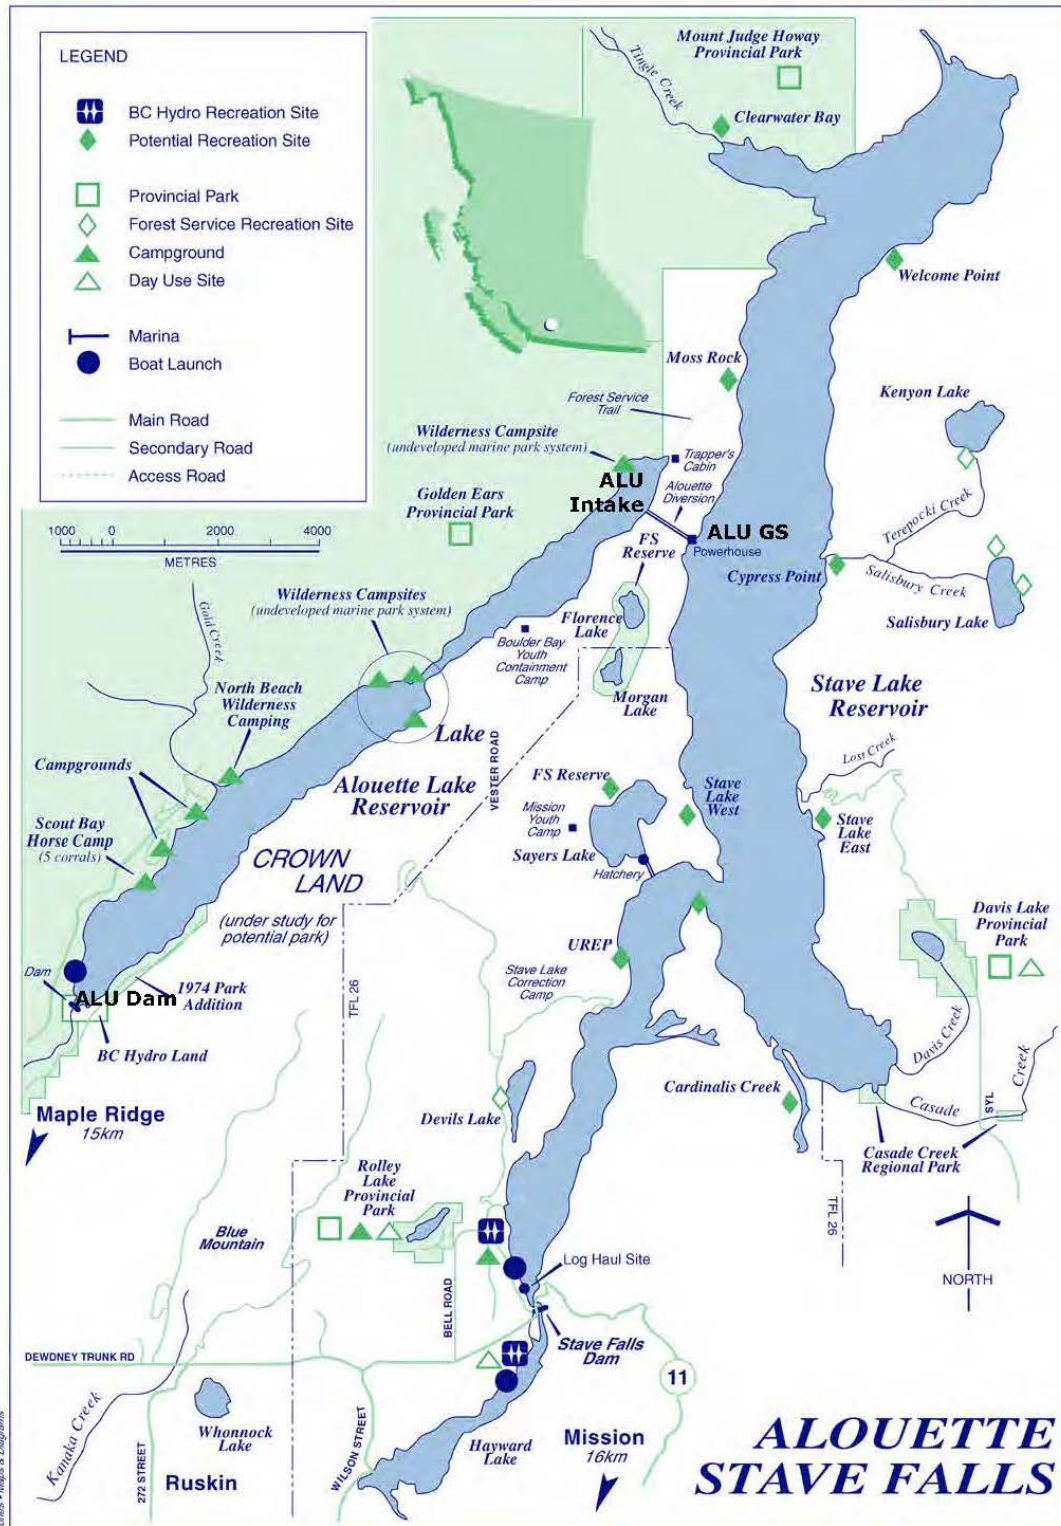 LEGEND
BC Hydro Recreation Site
Potential Recreation Site
Provincial Park
Forest Service Recreation Site
Campground
Day Use Site
Marina
Boat Launch
Main Road
Secondary Road
Access Road
1000 0 2000 4000
METRES
Mount Judge Howay
Provincial Park
Tingle Creek
Clearwater Bay
Welcome Point
Moss Rock
Kenyon Lake
Forest Service
Trail
Wilderness Campsite
(undeveloped marine park system)
Trapper's
Cabin
ALU
Intake
Alouette
Diversion
Golden Ears
Provincial Park
ALU GS
Powerhouse
FS
Reserve
Terepocki Creek
Cypress Point
Salisbury Creek
Salisbury Lake
Wilderness Campsites
(undeveloped marine park system)
Gold Creek
Florence
Lake
Boulder Bay
Youth
Containment
Camp
Morgan
Lake
North Beach
Wilderness
Camping
Stave Lake
Reservoir
Lake
Lost Creek
Campgrounds
Alouette Lake
Reservoir
VESTER ROAD
FS Reserve
Stave
Lake
West
Scout Bay
Horse Camp
(5 corrals)
Mission
Youth
Camp
Stave
Lake
East
Sayers Lake
Hatchery
CROWN
LAND
(under study for
potential park)
Davis Lake
Provincial
Park
UREP
Dam
ALU Dam
1974 Park
Addition
Stave Lake
Correction
Camp
TFL 26
BC Hydro Land
Davis Creek
Creek
Cardinalis Creek
Casade
SYL
Maple Ridge
15km
Devils Lake
Casade Creek
Regional Park
Rolley
Lake
Provincial
Park
TFL 26
Blue
Mountain
Log Haul Site
NORTH
BELL ROAD
Stave Falls
Dam
DEWDNEY TRUNK RD
11
Kanaka Creek
Whonnock
Lake
WILSON STREET
Hayward
Lake
Mission
16km
272 STREET
Ruskin
ALOUETTE
STAVE FALLS
Maps & Diagrams